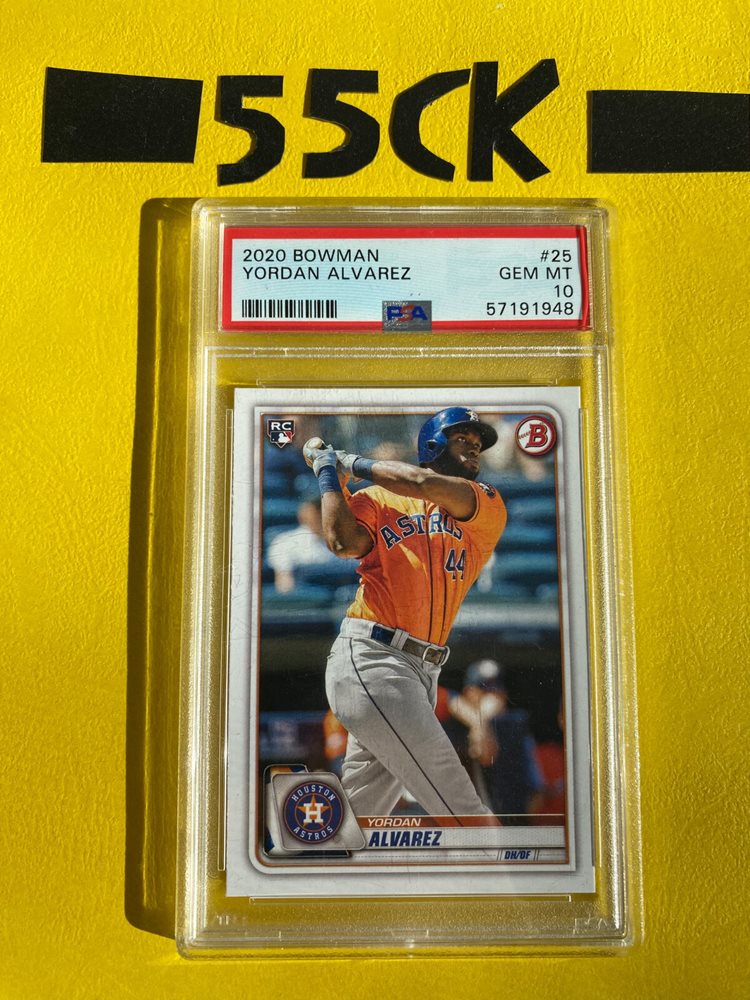 55CK
2020 BOWMAN #25
YORDAN ALVAREZ GEM MT
10
PSA 57191948
RC
B
ASTROS
44
HOUSTON
H
ASTROS
YORDAN
ALVAREZ
DH/OF